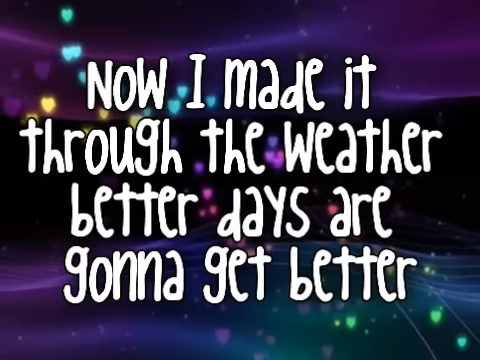 Now I made it
through the weather
better days are
gonna get better